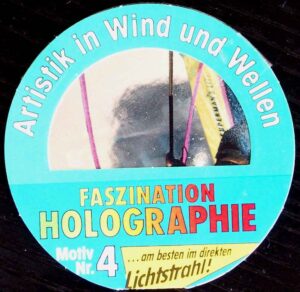 Artistik in Wind und Wellen
FASZINATION
HOLOGRAPHIE
Motiv
Nr. 4
...am besten im direkten
Lichtstrahl!